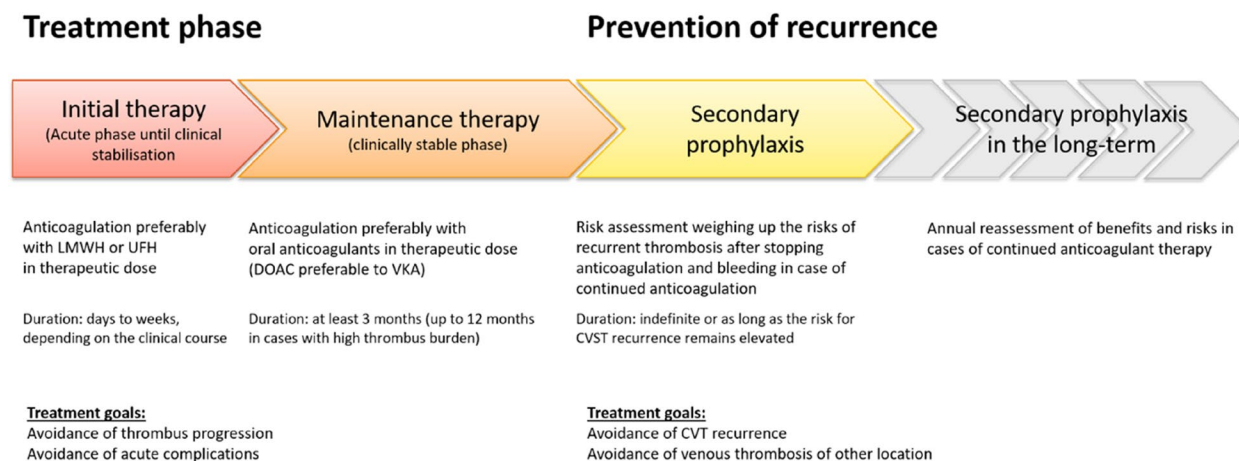 Treatment phase
Prevention of recurrence
Initial therapy
(Acute phase until clinical
stabilisation
Maintenance therapy
(clinically stable phase)
Secondary
prophylaxis
Secondary prophylaxis
in the long-term
Anticoagulation preferably
with LMWH or UFH
in therapeutic dose
Duration: days to weeks,
depending on the clinical course
Anticoagulation preferably with
oral anticoagulants in therapeutic dose
(DOAC preferable to VKA)
Duration: at least 3 months (up to 12 months
in cases with high thrombus burden)
Risk assessment weighing up the risks of
recurrent thrombosis after stopping
anticoagulation and bleeding in case of
continued anticoagulation
Duration: indefinite or as long as the risk for
CVST recurrence remains elevated
Annual reassessment of benefits and risks in
cases of continued anticoagulant therapy
Treatment goals:
Avoidance of thrombus progression
Avoidance of acute complications
Treatment goals:
Avoidance of CVT recurrence
Avoidance of venous thrombosis of other location